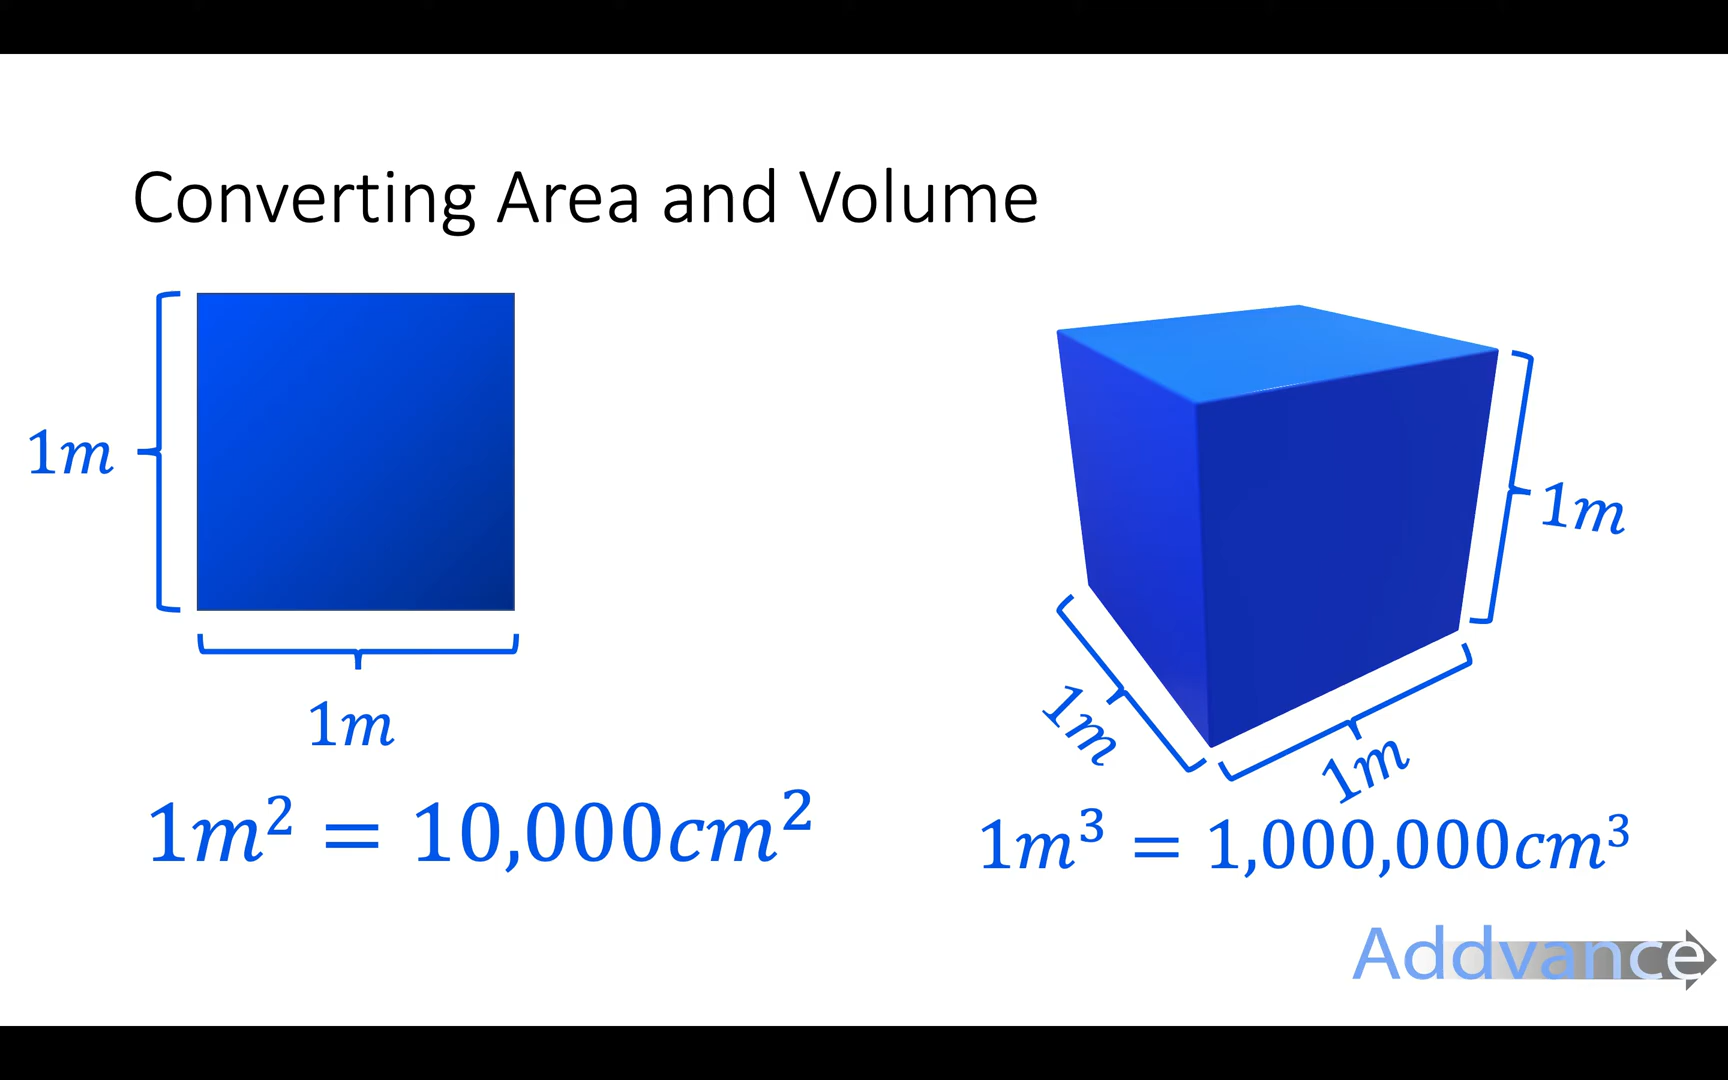 Converting Area and Volume
1m
1m
1m² = 10,000cm²
1m
1m
1m
1m³ = 1,000,000cm³
Addvance